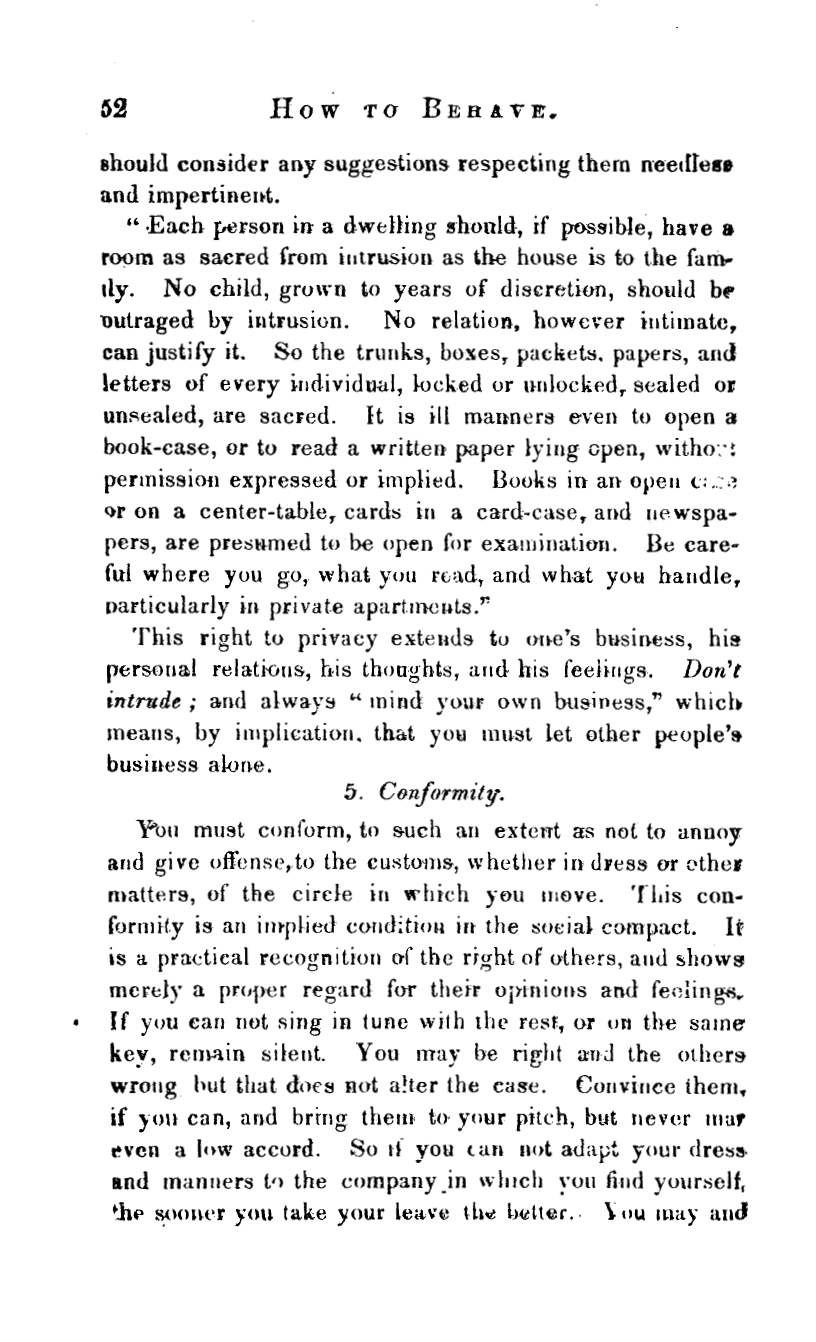 52 HOW TO BEHAVE.
should consider any suggestions respecting them needless
and impertinent.
“ Each person in a dwelling should, if possible, have a
room as sacred from intrusion as the house is to the fam-
ily. No child, grown to years of discretion, should be
outraged by intrusion. No relation, however intimate,
can justify it. So the trunks, boxes, packets, papers, and
letters of every individual, locked or unlocked, sealed or
unsealed, are sacred. It is ill manners even to open a
book-case, or to read a written paper lying open, without
permission expressed or implied. Books in an open case
or on a center-table, cards in a card-case, and newspa-
pers, are presumed to be open for examination. Be care-
ful where you go, what you read, and what you handle,
particularly in private apartments.”
This right to privacy extends to one's business, his
personal relations, his thoughts, and his feelings. Don't
intrude ; and always “ mind your own business,” which
means, by implication, that you must let other people's
business alone.
5. Conformity.
You must conform, to such an extent as not to annoy
and give offense, to the customs, whether in dress or other
matters, of the circle in which you move. This con-
formity is an implied condition in the social compact. It
is a practical recognition of the right of others, and shows
merely a proper regard for their opinions and feelings.
If you can not sing in tune with the rest, or on the same
key, remain silent. You may be right and the others
wrong but that does not alter the case. Convince them,
if you can, and bring them to your pitch, but never mar
even a low accord. So if you can not adapt your dress
and manners to the company in which you find yourself,
the sooner you take your leave the better. You may and